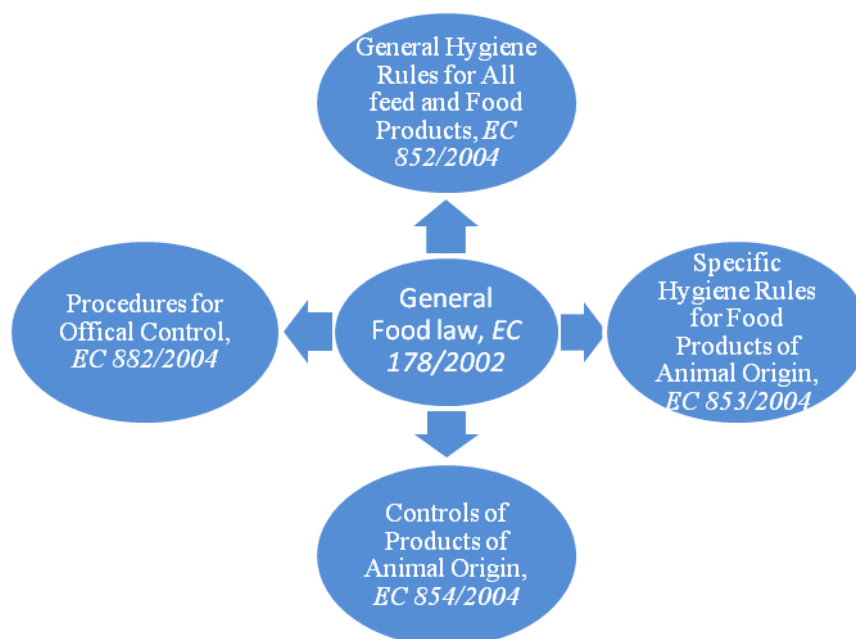 General Hygiene
Rules for All
feed and Food
Products, EC
852/2004
Procedures for
Offical Control,
EC 882/2004
General
Food law, EC
178/2002
Specific
Hygiene Rules
for Food
Products of
Animal Origin,
EC 853/2004
Controls of
Products of
Animal Origin,
EC 854/2004